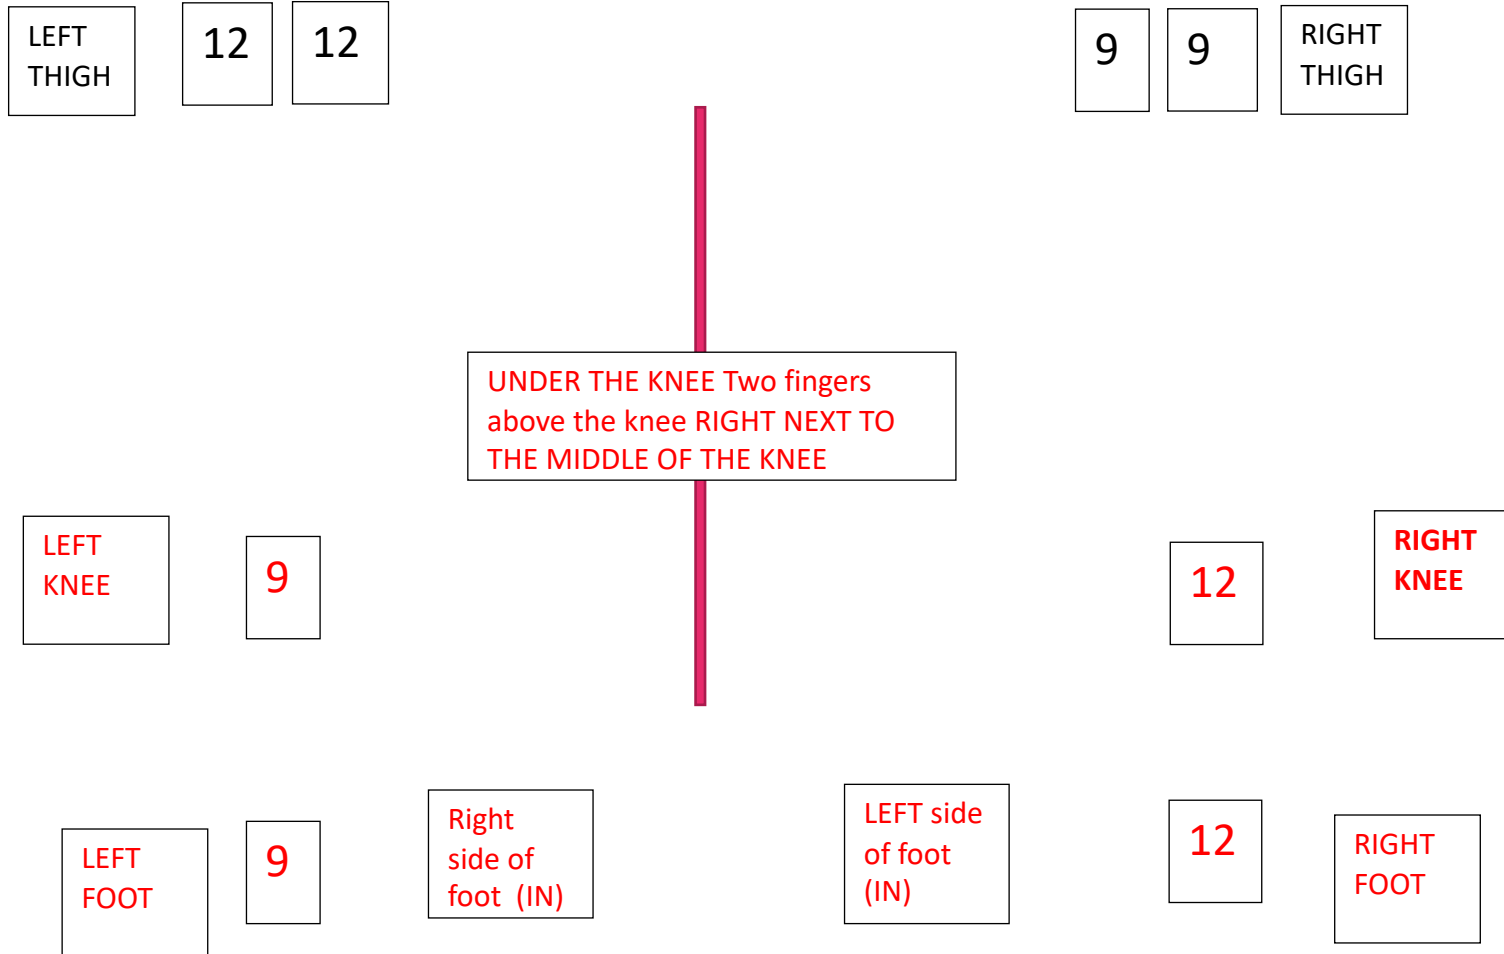 LEFT
THIGH
12
12
9
9
RIGHT
THIGH
UNDER THE KNEE Two fingers
above the knee RIGHT NEXT TO
THE MIDDLE OF THE KNEE
LEFT
KNEE
9
12
RIGHT
KNEE
LEFT
FOOT
9
Right
side of
foot (IN)
LEFT side
of foot
(IN)
12
RIGHT
FOOT